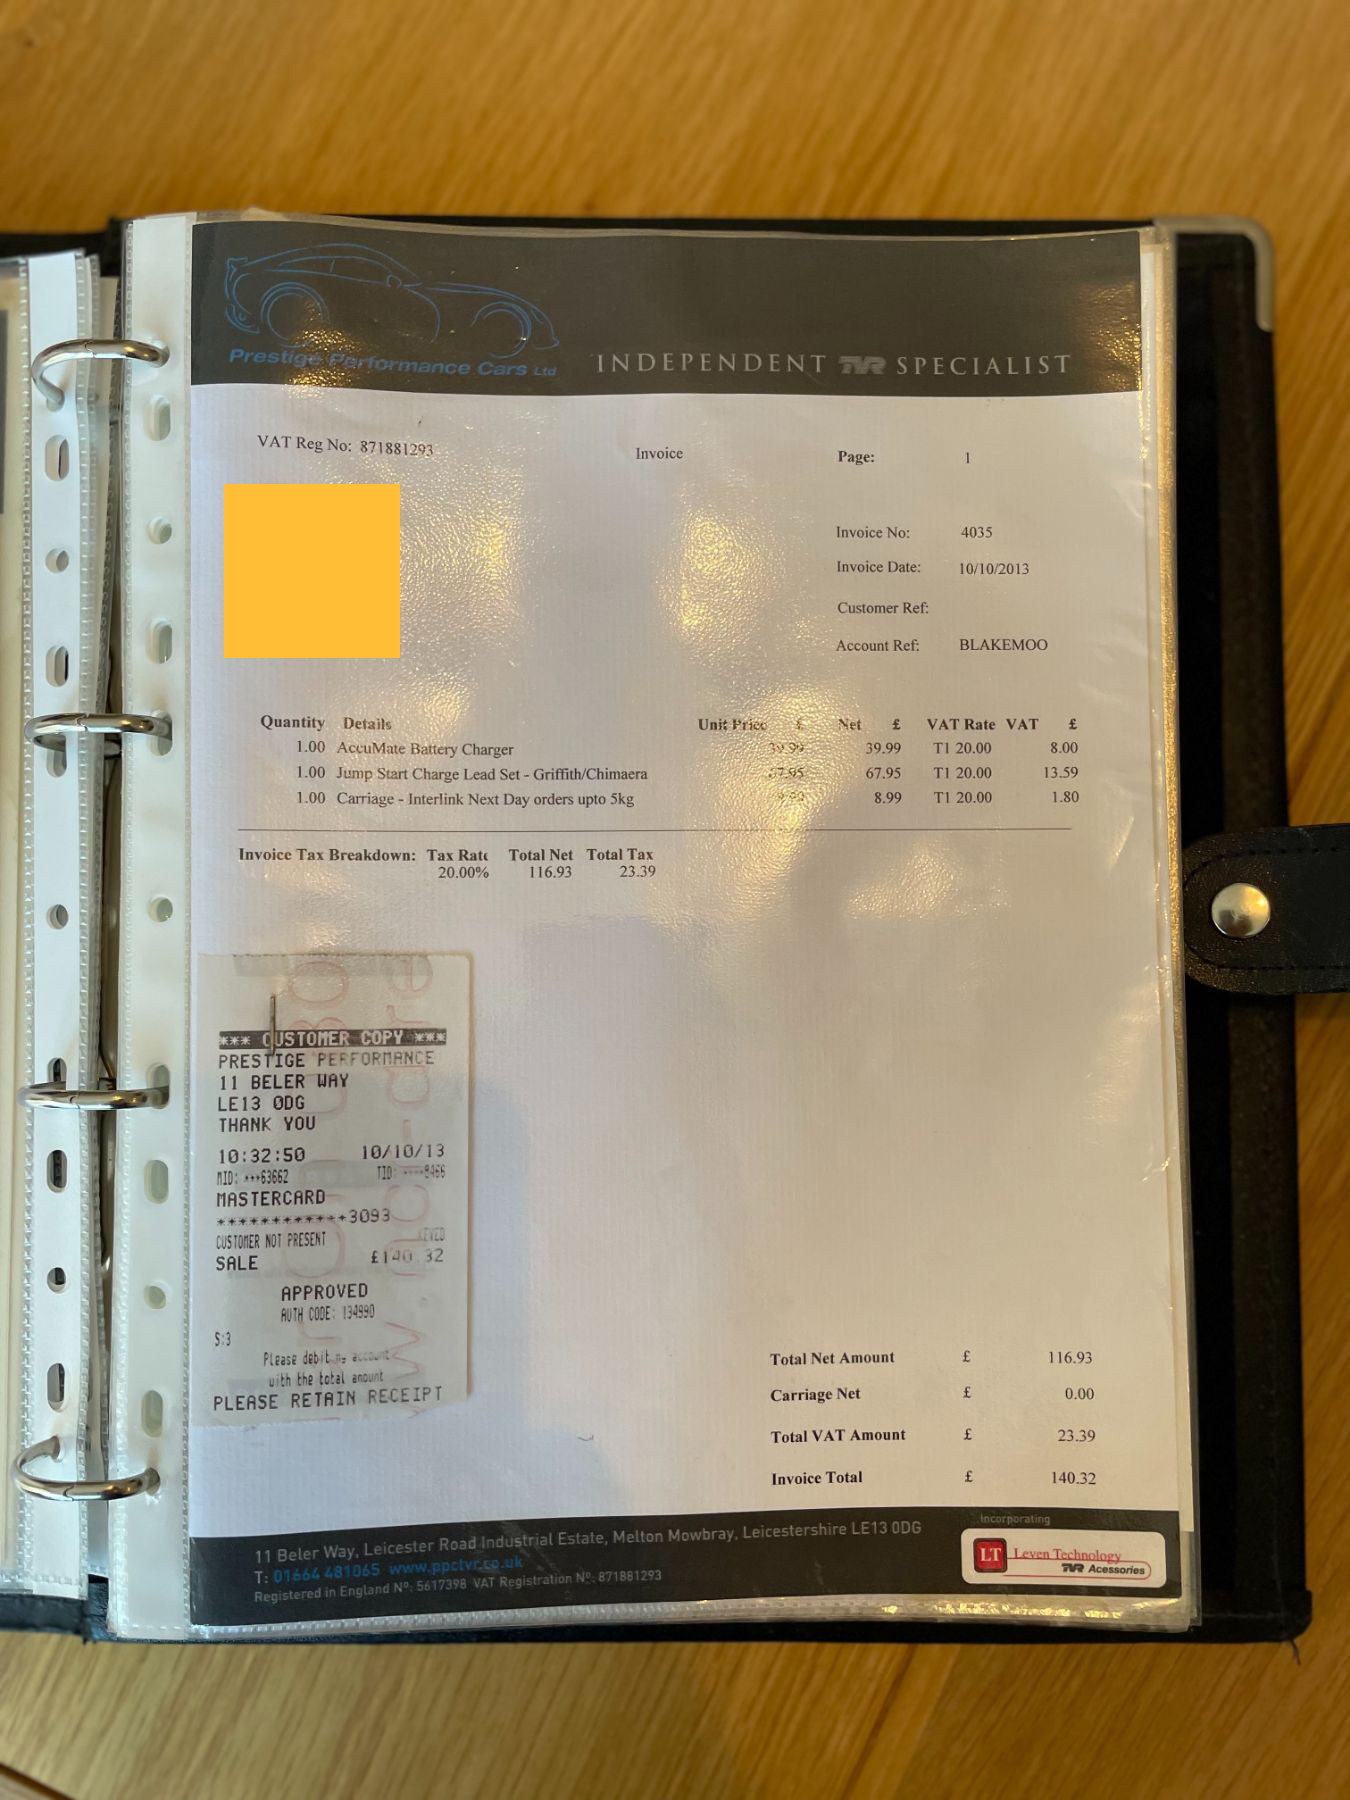 Prestige Performance Cars Ltd
INDEPENDENT TVR SPECIALIST
VAT Reg No: 871881293
Invoice
Page: 1
Invoice No: 4035
Invoice Date: 10/10/2013
Customer Ref:
Account Ref: BLAKEMOO
Quantity Details Unit Price £ Net £ VAT Rate VAT £
1.00 AccuMate Battery Charger 39.99 39.99 T1 20.00 8.00
1.00 Jump Start Charge Lead Set - Griffith/Chimaera 67.95 67.95 T1 20.00 13.59
1.00 Carriage - Interlink Next Day orders upto 5kg 8.99 T1 20.00 1.80
Invoice Tax Breakdown: Tax Rate Total Net Total Tax
20.00% 116.93 23.39
*** CUSTOMER COPY ***
PRESTIGE PERFORMANCE
11 BELER WAY
LE13 0DG
THANK YOU
10:32:50 10/10/13
MID: ***63662 TID: ****8466
MASTERCARD
************3093
CUSTOMER NOT PRESENT KEYED
SALE £140.32
APPROVED
AUTH CODE: 134990
S:3
Please debit my account
with the total amount
PLEASE RETAIN RECEIPT
Total Net Amount £ 116.93
Carriage Net £ 0.00
Total VAT Amount £ 23.39
Invoice Total £ 140.32
11 Beler Way, Leicester Road Industrial Estate, Melton Mowbray, Leicestershire LE13 0DG
T: 01664 481065 www.ppctvr.co.uk
Registered in England Nº: 5617398 VAT Registration Nº: 871881293
Incorporating
LT Leven Technology
TVR Acessories